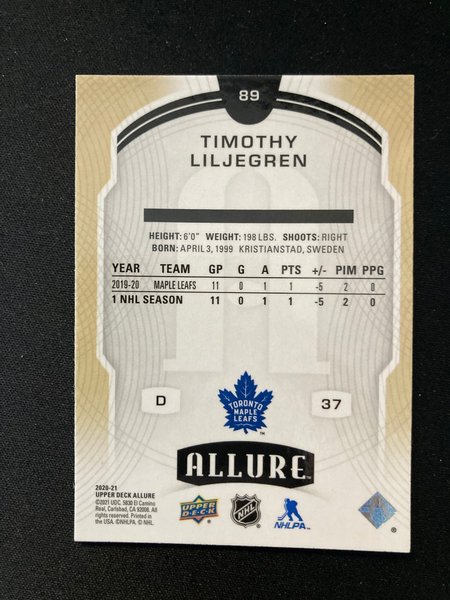 89
TIMOTHY
LILJEGREN
HEIGHT: 6'0" WEIGHT: 198 LBS. SHOOTS: RIGHT
BORN: APRIL 3, 1999 KRISTIANSTAD, SWEDEN
YEAR TEAM GP G A PTS +/- PIM PPG
2019-20 MAPLE LEAFS 11 0 1 1 -5 2 0
1 NHL SEASON 11 0 1 1 -5 2 0
D
37
TORONTO
MAPLE
LEAFS
TM
ALLURE
2020-21
UPPER DECK ALLURE
©2021 UDC. 5830 El Camino
Real, Carlsbad, CA 92008. All
rights reserved. Printed in
the USA. ©NHLPA. © NHL.
UPPER
DECK
NHL
NHLPA
®